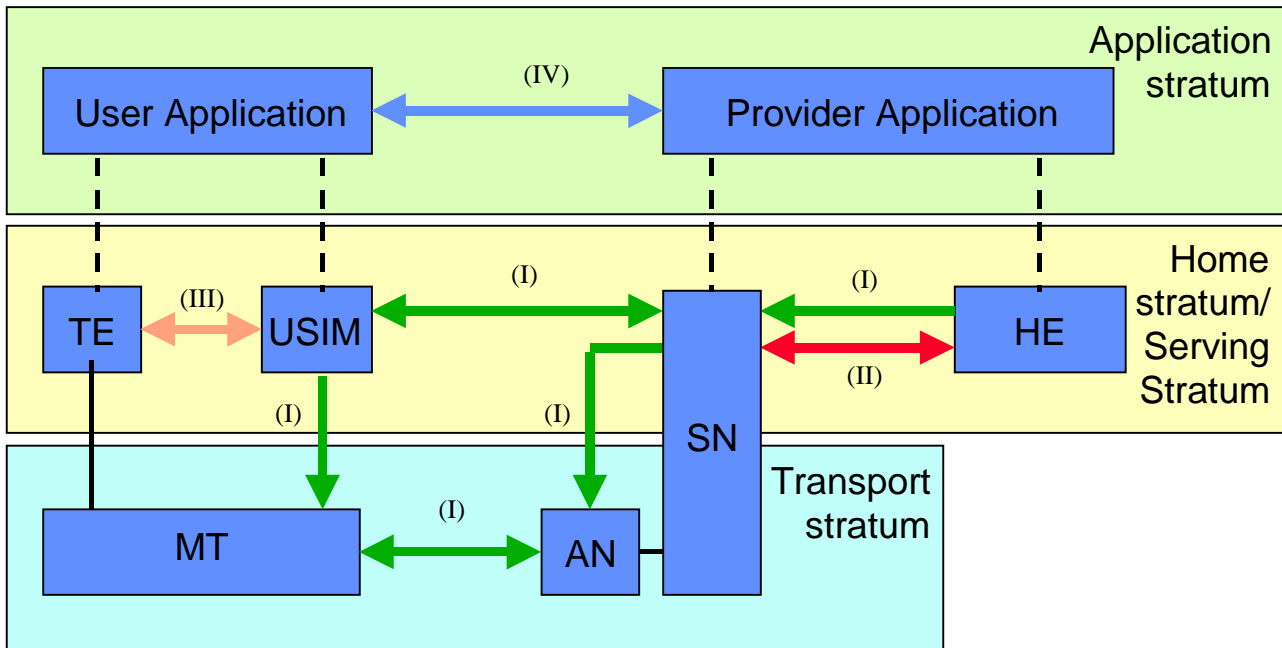 Application
stratum
(IV)
User Application
Provider Application
Home
stratum/
Serving
Stratum
(I)
(I)
(III)
TE
USIM
HE
(II)
(I)
(I)
SN
Transport
stratum
(I)
MT
AN